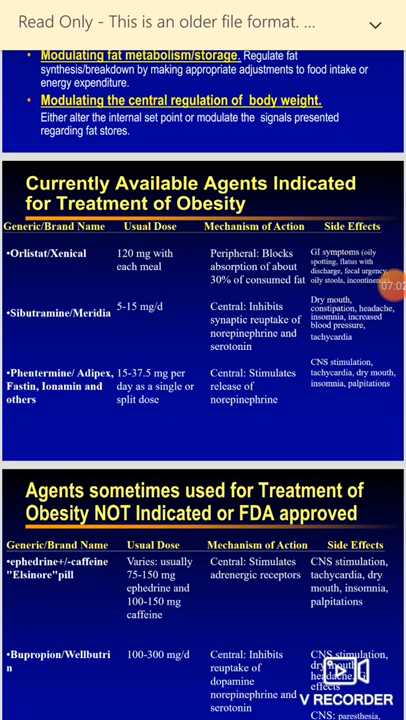 Read Only - This is an older file format. ...
• Modulating fat metabolism/storage. Regulate fat
synthesis/breakdown by making appropriate adjustments to food intake or
energy expenditure.
• Modulating the central regulation of body weight.
Either alter the internal set point or modulate the signals presented
regarding fat stores.
Currently Available Agents Indicated
for Treatment of Obesity
Generic/Brand Name Usual Dose Mechanism of Action Side Effects
•Orlistat/Xenical
120 mg with
each meal
Peripheral: Blocks
absorption of about
30% of consumed fat
GI symptoms (oily
spotting, flatus with
discharge, fecal urgency,
oily stools, incontinence)
07:02
•Sibutramine/Meridia
5-15 mg/d
Central: Inhibits
synaptic reuptake of
norepinephrine and
serotonin
Dry mouth,
constipation, headache,
insomnia, increased
blood pressure,
tachycardia
•Phentermine/ Adipex,
Fastin, Ionamin and
others
15-37.5 mg per
day as a single or
split dose
Central: Stimulates
release of
norepinephrine
CNS stimulation,
tachycardia, dry mouth,
insomnia, palpitations
Agents sometimes used for Treatment of
Obesity NOT Indicated or FDA approved
Generic/Brand Name Usual Dose Mechanism of Action Side Effects
•ephedrine+/-caffeine
"Elsinore"pill
Varies: usually
75-150 mg
ephedrine and
100-150 mg
caffeine
Central: Stimulates
adrenergic receptors
CNS stimulation,
tachycardia, dry
mouth, insomnia,
palpitations
•Bupropion/Wellbutri
n
100-300 mg/d
Central: Inhibits
reuptake of
dopamine
norepinephrine and
serotonin
CNS stimulation,
dry mouth,
headache,
effects
CNS: paresthesia,
V RECORDER